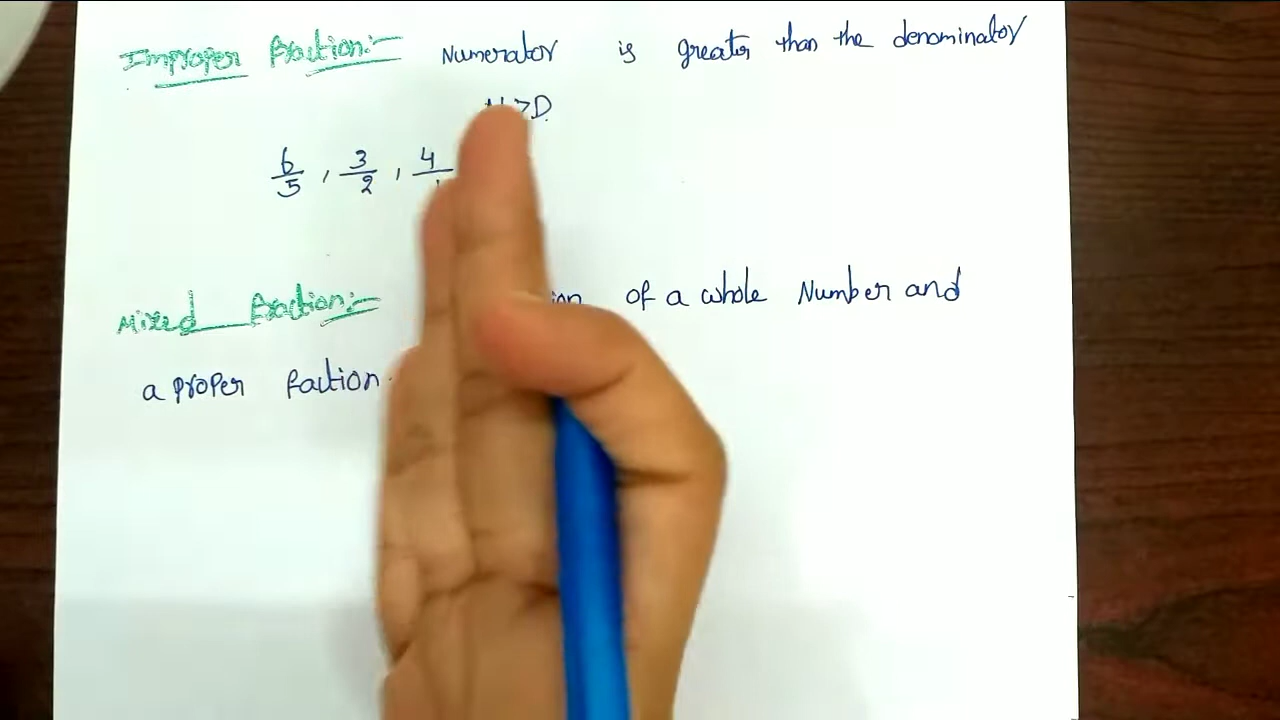 Improper Fraction:- Numerator is greater than the denominator
N>D.
6/5, 3/2, 4/
Mixed Fraction:- of a whole Number and
a proper faction.